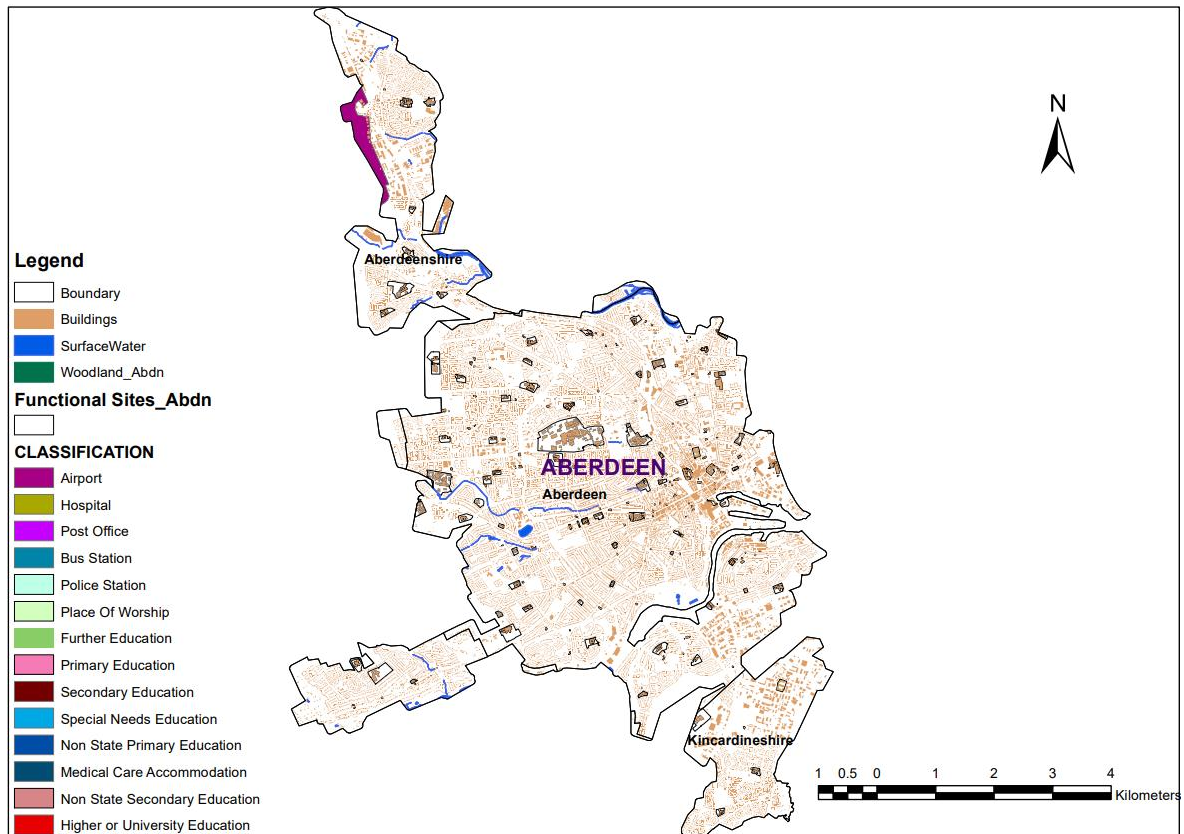 N
Aberdeenshire
Legend
Boundary
Buildings
SurfaceWater
Woodland_Abdn
Functional Sites_Abdn
CLASSIFICATION
Airport
Hospital
Post Office
Bus Station
Police Station
Place Of Worship
Further Education
Primary Education
Secondary Education
Special Needs Education
Non State Primary Education
Medical Care Accommodation
Non State Secondary Education
Higher or University Education
ABERDEEN
Aberdeen
Kincardineshire
1 0.5 0 1 2 3 4
Kilometers